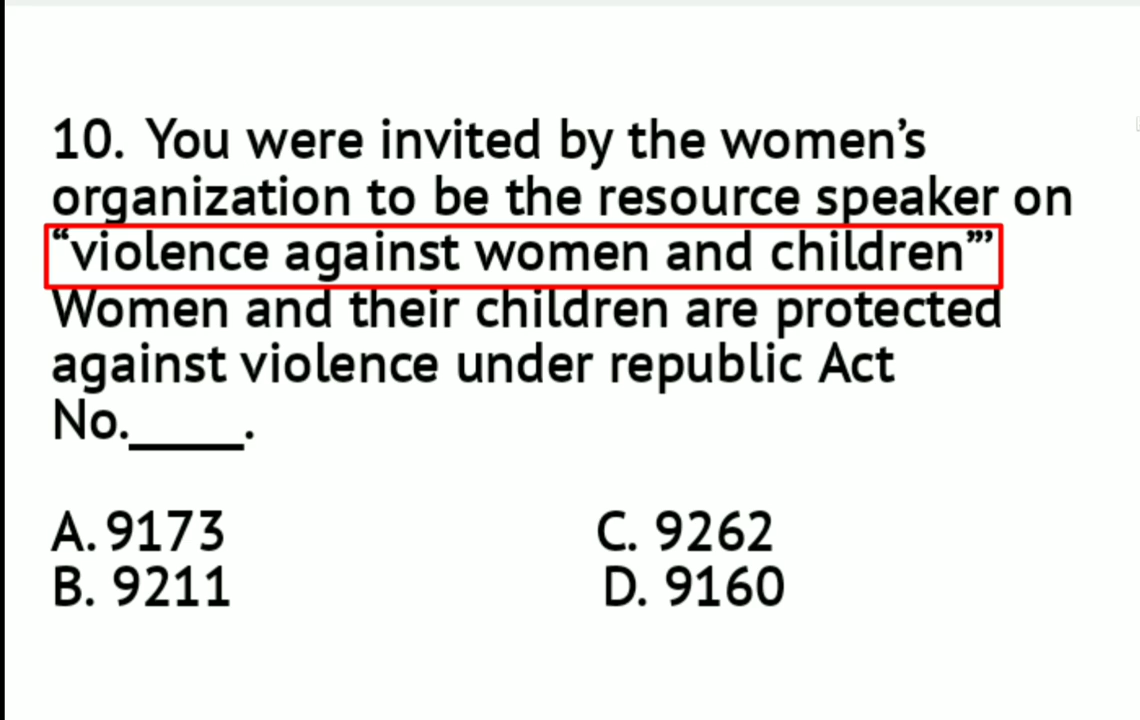 10. You were invited by the women’s
organization to be the resource speaker on
“violence against women and children”’
Women and their children are protected
against violence under republic Act
No._____.
A. 9173 C. 9262
B. 9211 D. 9160